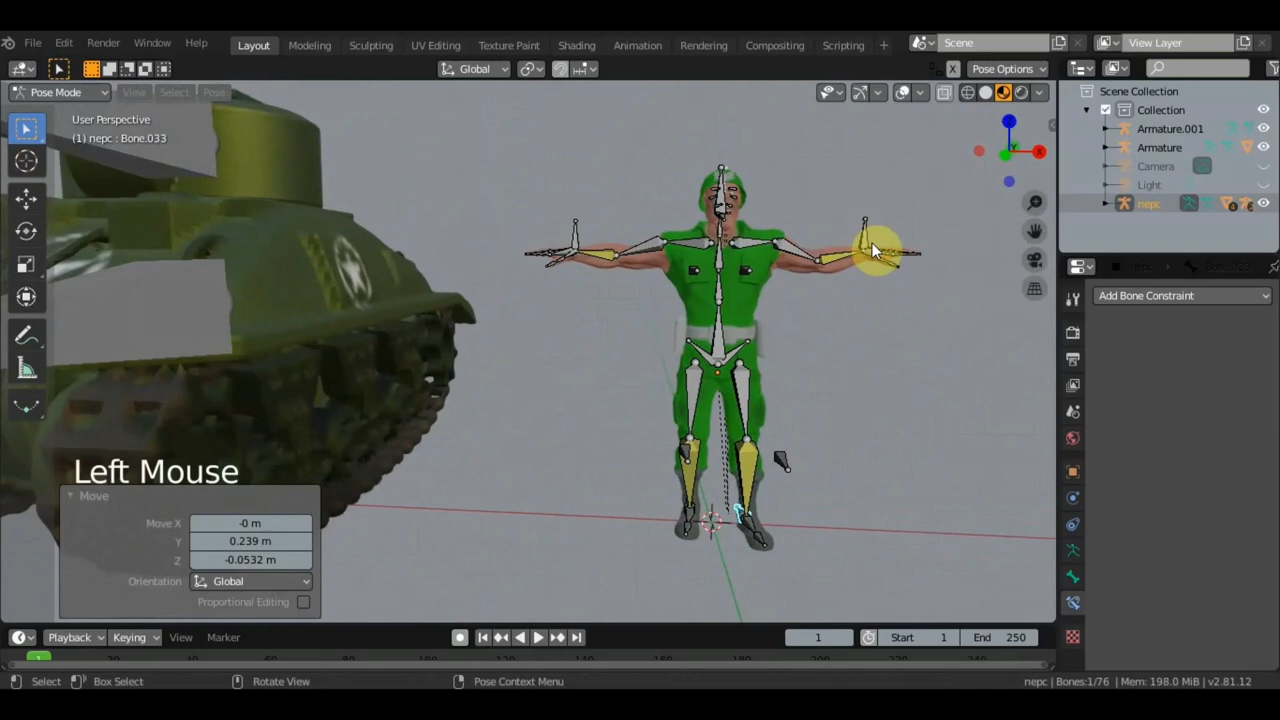 File Edit Render Window Help Layout Modeling Sculpting UV Editing Texture Paint Shading Animation Rendering Compositing Scripting + Scene View Layer
Global X Pose Options
Pose Mode View Select Pose
User Perspective
(1) nepc : Bone.033
Scene Collection
Collection
Armature.001
Armature
Camera
Light
nepc
Add Bone Constraint
Left Mouse
Move
Move X -0 m
Y 0.239 m
Z -0.0532 m
Orientation Global
Proportional Editing
Playback Keying View Marker 1 Start 1 End 250
Select Box Select Rotate View Pose Context Menu nepc | Bones:1/76 | Mem: 198.0 MiB | v2.81.12